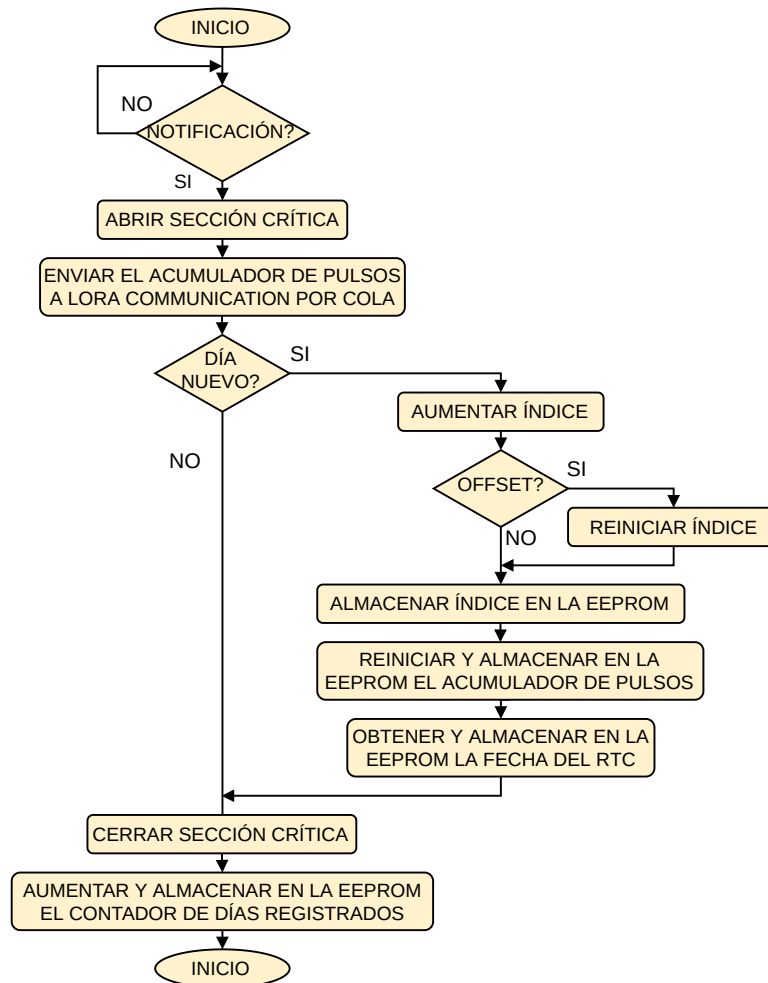 INICIO
NO
NOTIFICACIÓN?
SI
ABRIR SECCIÓN CRÍTICA
ENVIAR EL ACUMULADOR DE PULSOS
A LORA COMMUNICATION POR COLA
DÍA
NUEVO?
SI
AUMENTAR ÍNDICE
NO
OFFSET?
SI
REINICIAR ÍNDICE
NO
ALMACENAR ÍNDICE EN LA EEPROM
REINICIAR Y ALMACENAR EN LA
EEPROM EL ACUMULADOR DE PULSOS
OBTENER Y ALMACENAR EN LA
EEPROM LA FECHA DEL RTC
CERRAR SECCIÓN CRÍTICA
AUMENTAR Y ALMACENAR EN LA EEPROM
EL CONTADOR DE DÍAS REGISTRADOS
INICIO